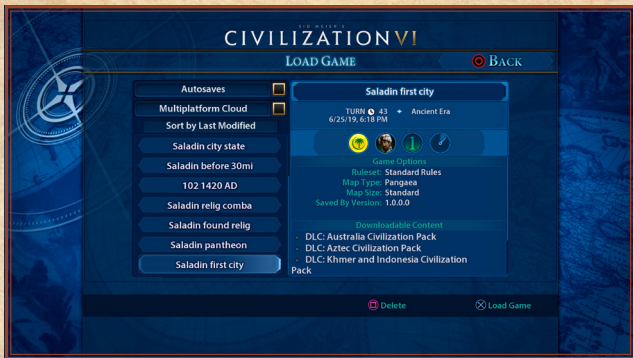 SID MEIER'S
CIVILIZATION VI
LOAD GAME
BACK
Autosaves
Multiplatform Cloud
Sort by Last Modified
Saladin city state
Saladin before 30mi
102 1420 AD
Saladin relig comba
Saladin found relig
Saladin pantheon
Saladin first city
Saladin first city
TURN 43 Ancient Era
6/25/19, 6:18 PM
Game Options
Ruleset: Standard Rules
Map Type: Pangaea
Map Size: Standard
Saved By Version: 1.0.0.0
Downloadable Content
- DLC: Australia Civilization Pack
- DLC: Aztec Civilization Pack
- DLC: Khmer and Indonesia Civilization
Pack
Delete
Load Game